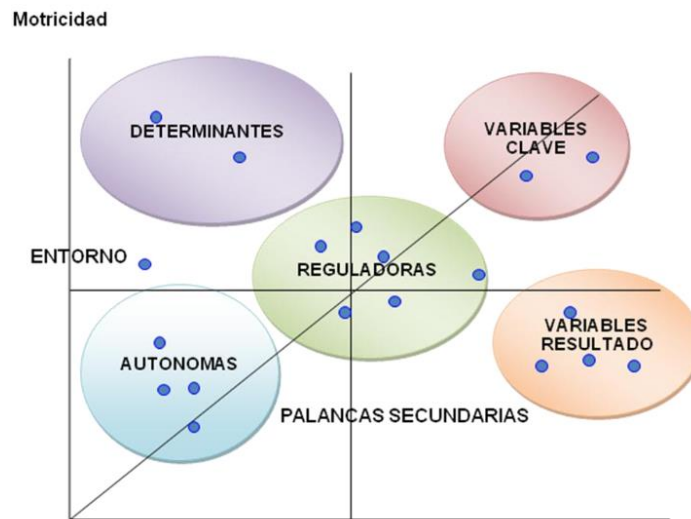 Motricidad
DETERMINANTES
VARIABLES
CLAVE
ENTORNO
REGULADORAS
AUTONOMAS
VARIABLES
RESULTADO
PALANCAS SECUNDARIAS